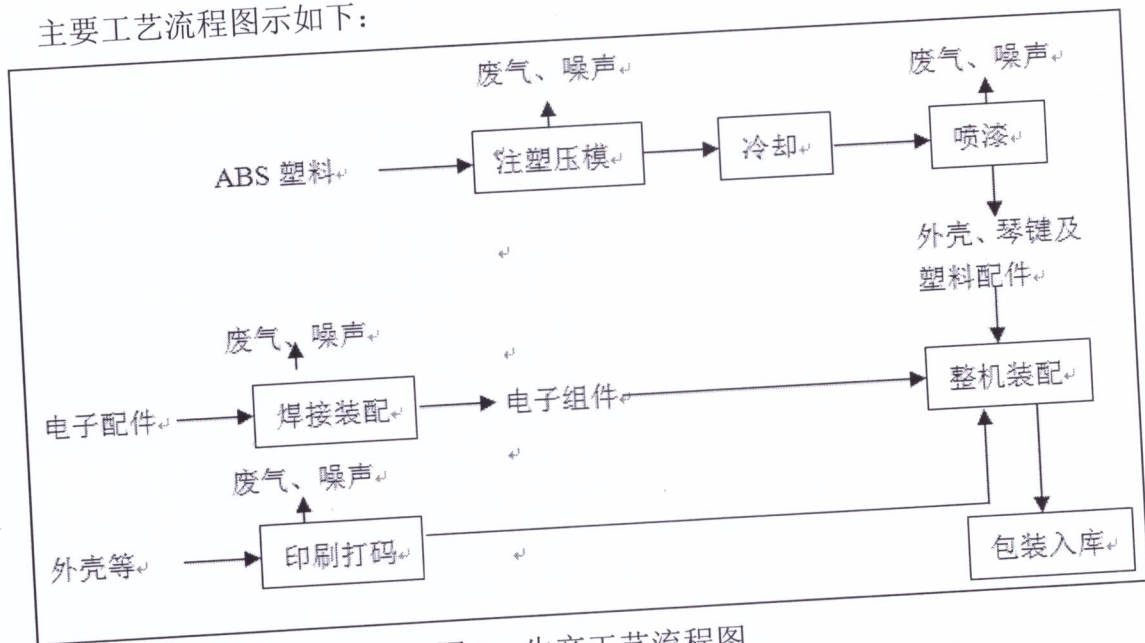 主要工艺流程图示如下：
废气、噪声
废气、噪声
ABS 塑料
注塑压模
冷却
喷漆
外壳、琴键及
塑料配件
废气、噪声
电子配件
焊接装配
电子组件
整机装配
废气、噪声
外壳等
印刷打码
包装入库
生产工艺流程图